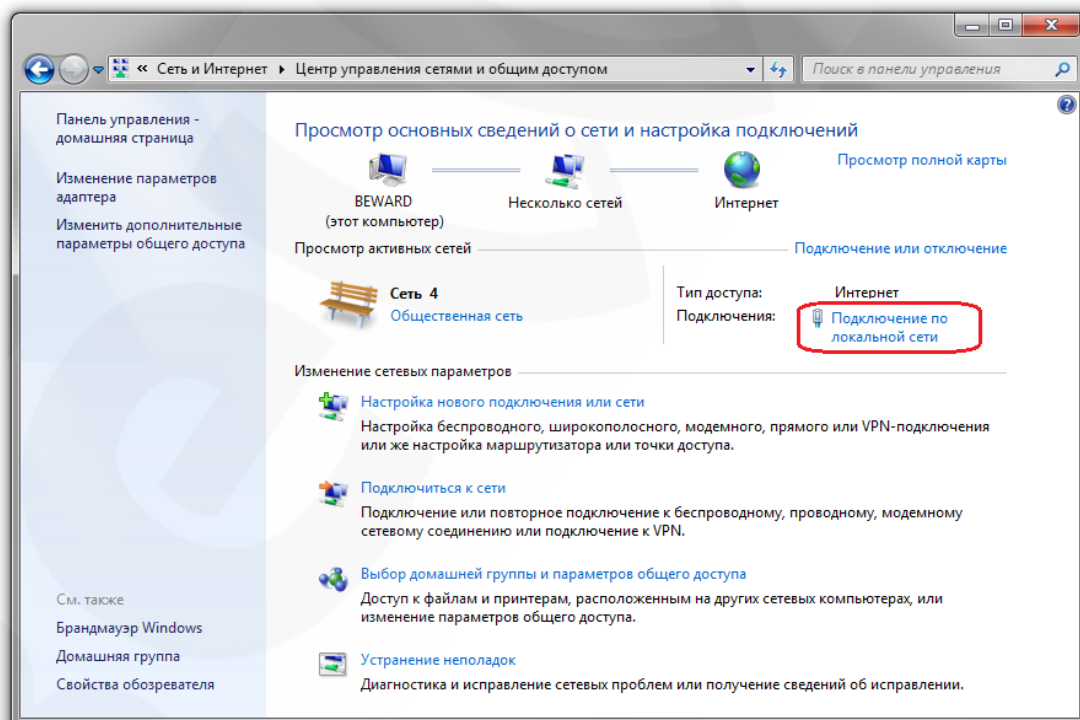 « Сеть и Интернет Центр управления сетями и общим доступом
Поиск в панели управления
Панель управления -
домашняя страница
Изменение параметров
адаптера
Изменить дополнительные
параметры общего доступа
См. также
Брандмауэр Windows
Домашняя группа
Свойства обозревателя
Просмотр основных сведений о сети и настройка подключений
Просмотр полной карты
BEWARD
(этот компьютер)
Несколько сетей
Интернет
Просмотр активных сетей
Подключение или отключение
Сеть 4
Общественная сеть
Тип доступа: Интернет
Подключения: Подключение по
локальной сети
Изменение сетевых параметров
Настройка нового подключения или сети
Настройка беспроводного, широкополосного, модемного, прямого или VPN-подключения
или же настройка маршрутизатора или точки доступа.
Подключиться к сети
Подключение или повторное подключение к беспроводному, проводному, модемному
сетевому соединению или подключение к VPN.
Выбор домашней группы и параметров общего доступа
Доступ к файлам и принтерам, расположенным на других сетевых компьютерах, или
изменение параметров общего доступа.
Устранение неполадок
Диагностика и исправление сетевых проблем или получение сведений об исправлении.